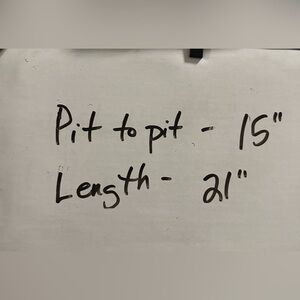 Pit to pit - 15"
Length - 21"